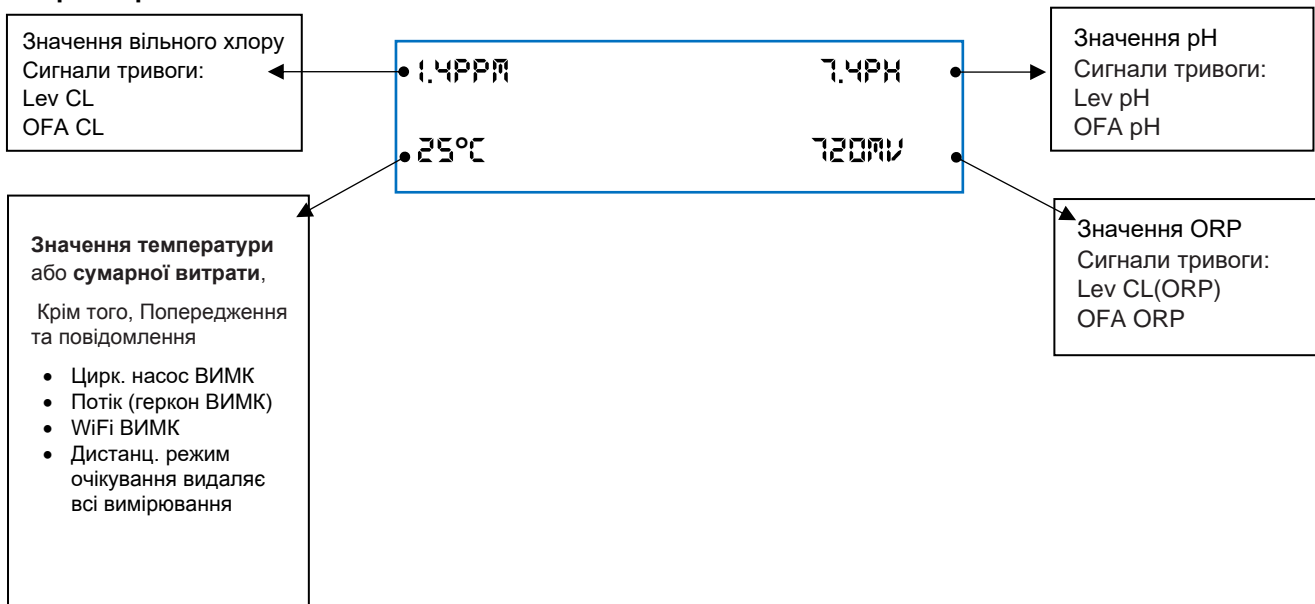 Значення вільного хлору
Сигнали тривоги:
Lev CL
OFA CL
1.4PPM
7.4PH
25°C
720MV
Значення pH
Сигнали тривоги:
Lev pH
OFA pH
Значення температури
або сумарної витрати,
Крім того, Попередження
та повідомлення
• Цирк. насос ВИМК
• Потік (геркон ВИМК)
• WiFi ВИМК
• Дистанц. режим
очікування видаляє
всі вимірювання
Значення ORP
Сигнали тривоги:
Lev CL(ORP)
OFA ORP